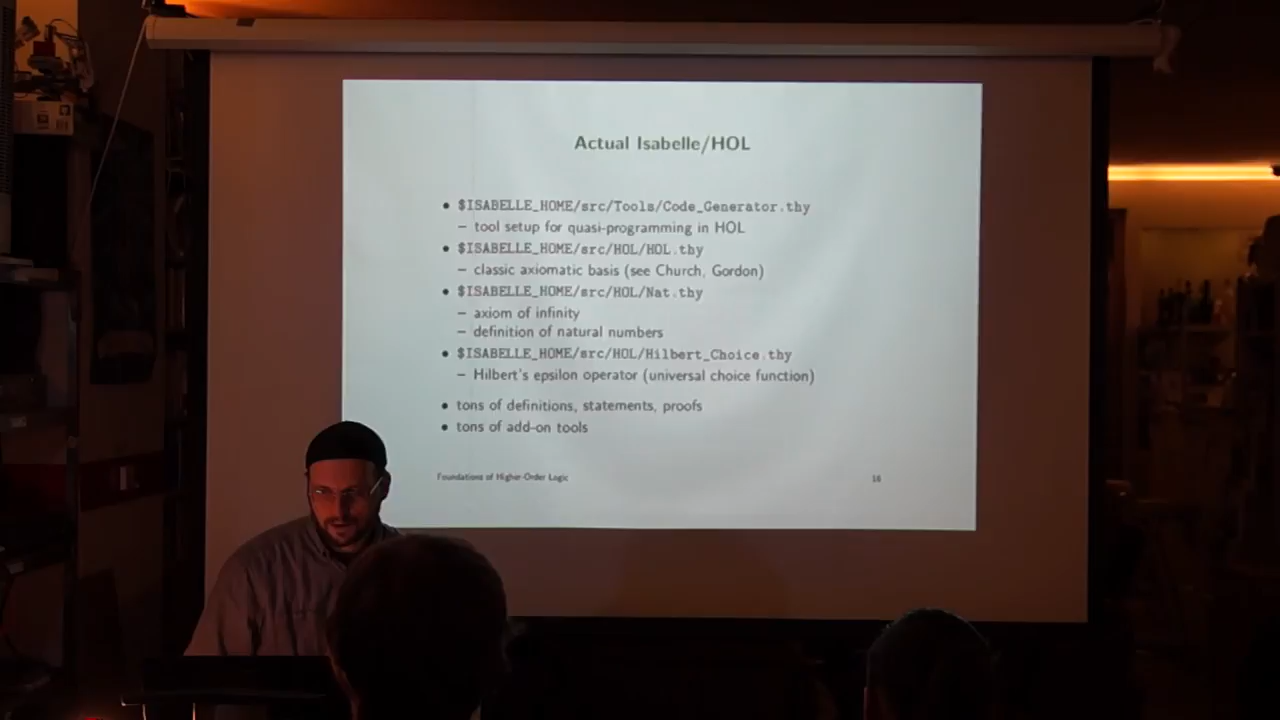 Actual Isabelle/HOL
• $ISABELLE_HOME/src/Tools/Code_Generator.thy
– tool setup for quasi-programming in HOL
• $ISABELLE_HOME/src/HOL/HOL.thy
– classic axiomatic basis (see Church, Gordon)
• $ISABELLE_HOME/src/HOL/Nat.thy
– axiom of infinity
– definition of natural numbers
• $ISABELLE_HOME/src/HOL/Hilbert_Choice.thy
– Hilbert's epsilon operator (universal choice function)
• tons of definitions, statements, proofs
• tons of add-on tools
Foundations of Higher-Order Logic 16